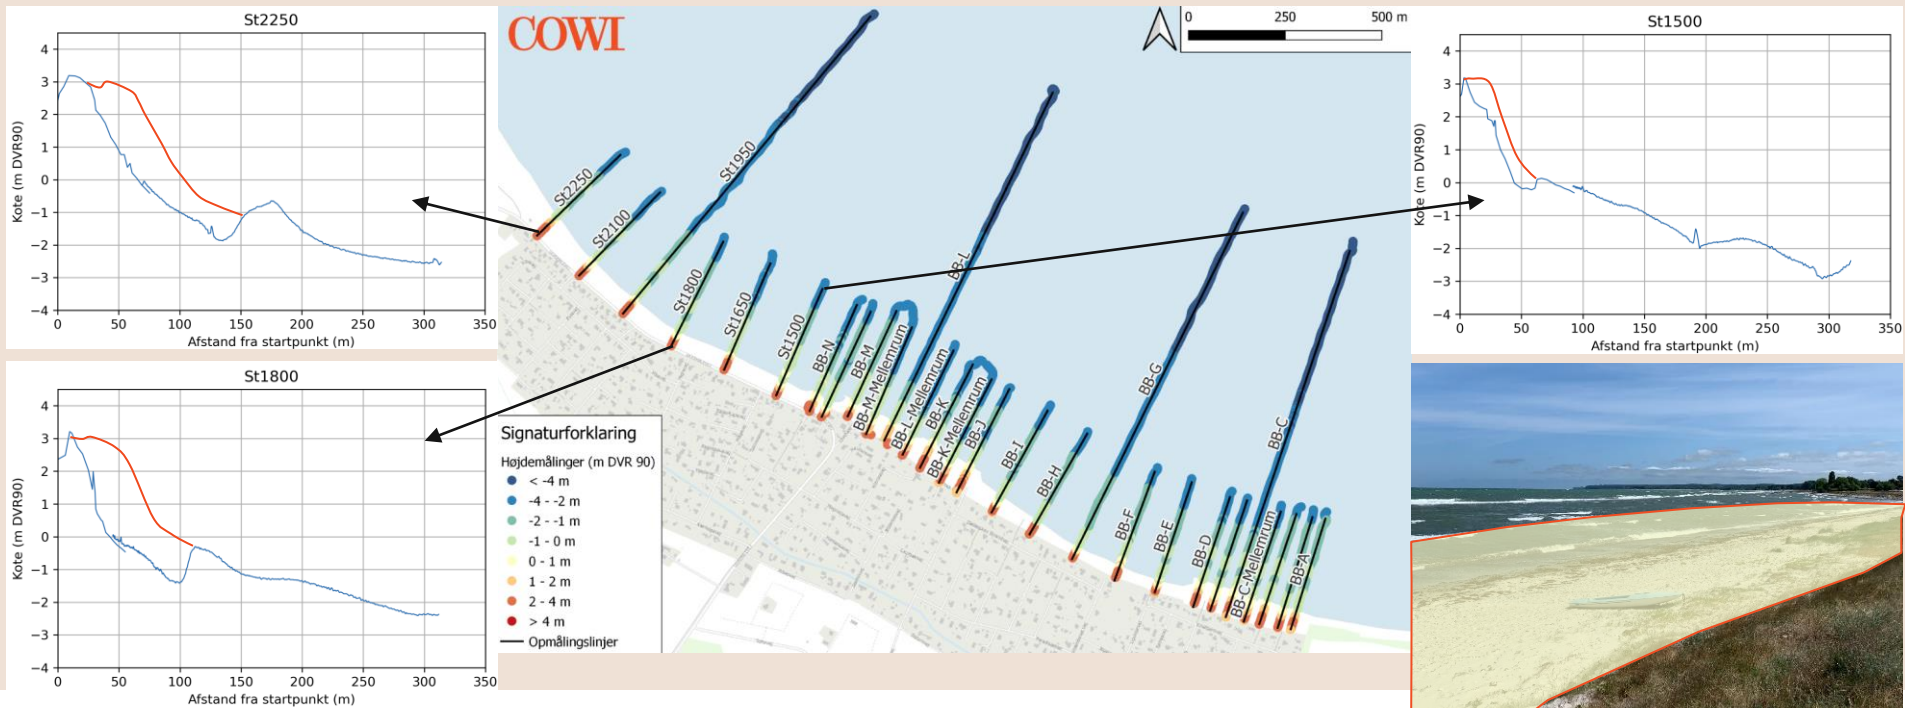 St2250
4
3
2
1
0
−1
−2
−3
−4
Kote (m DVR90)
0 50 100 150 200 250 300 350
Afstand fra startpunkt (m)
St1800
4
3
2
1
0
−1
−2
−3
−4
Kote (m DVR90)
0 50 100 150 200 250 300 350
Afstand fra startpunkt (m)
COWI
0 250 500 m
St2250
St2100
St1950
St1800
St1650
St1500
BB-N
BB-M
BB-M-Mellemrum
BB-L
BB-L-Mellemrum
BB-K
BB-K-Mellemrum
BB-J
BB-I
BB-H
BB-G
BB-F
BB-E
BB-D
BB-C
BB-C-Mellemrum
BB-A
Signaturforklaring
Højdemålinger (m DVR 90)
< -4 m
-4 - -2 m
-2 - -1 m
-1 - 0 m
0 - 1 m
1 - 2 m
2 - 4 m
> 4 m
Opmålingslinjer
St1500
4
3
2
1
0
−1
−2
−3
−4
Kote (m DVR90)
0 50 100 150 200 250 300 350
Afstand fra startpunkt (m)